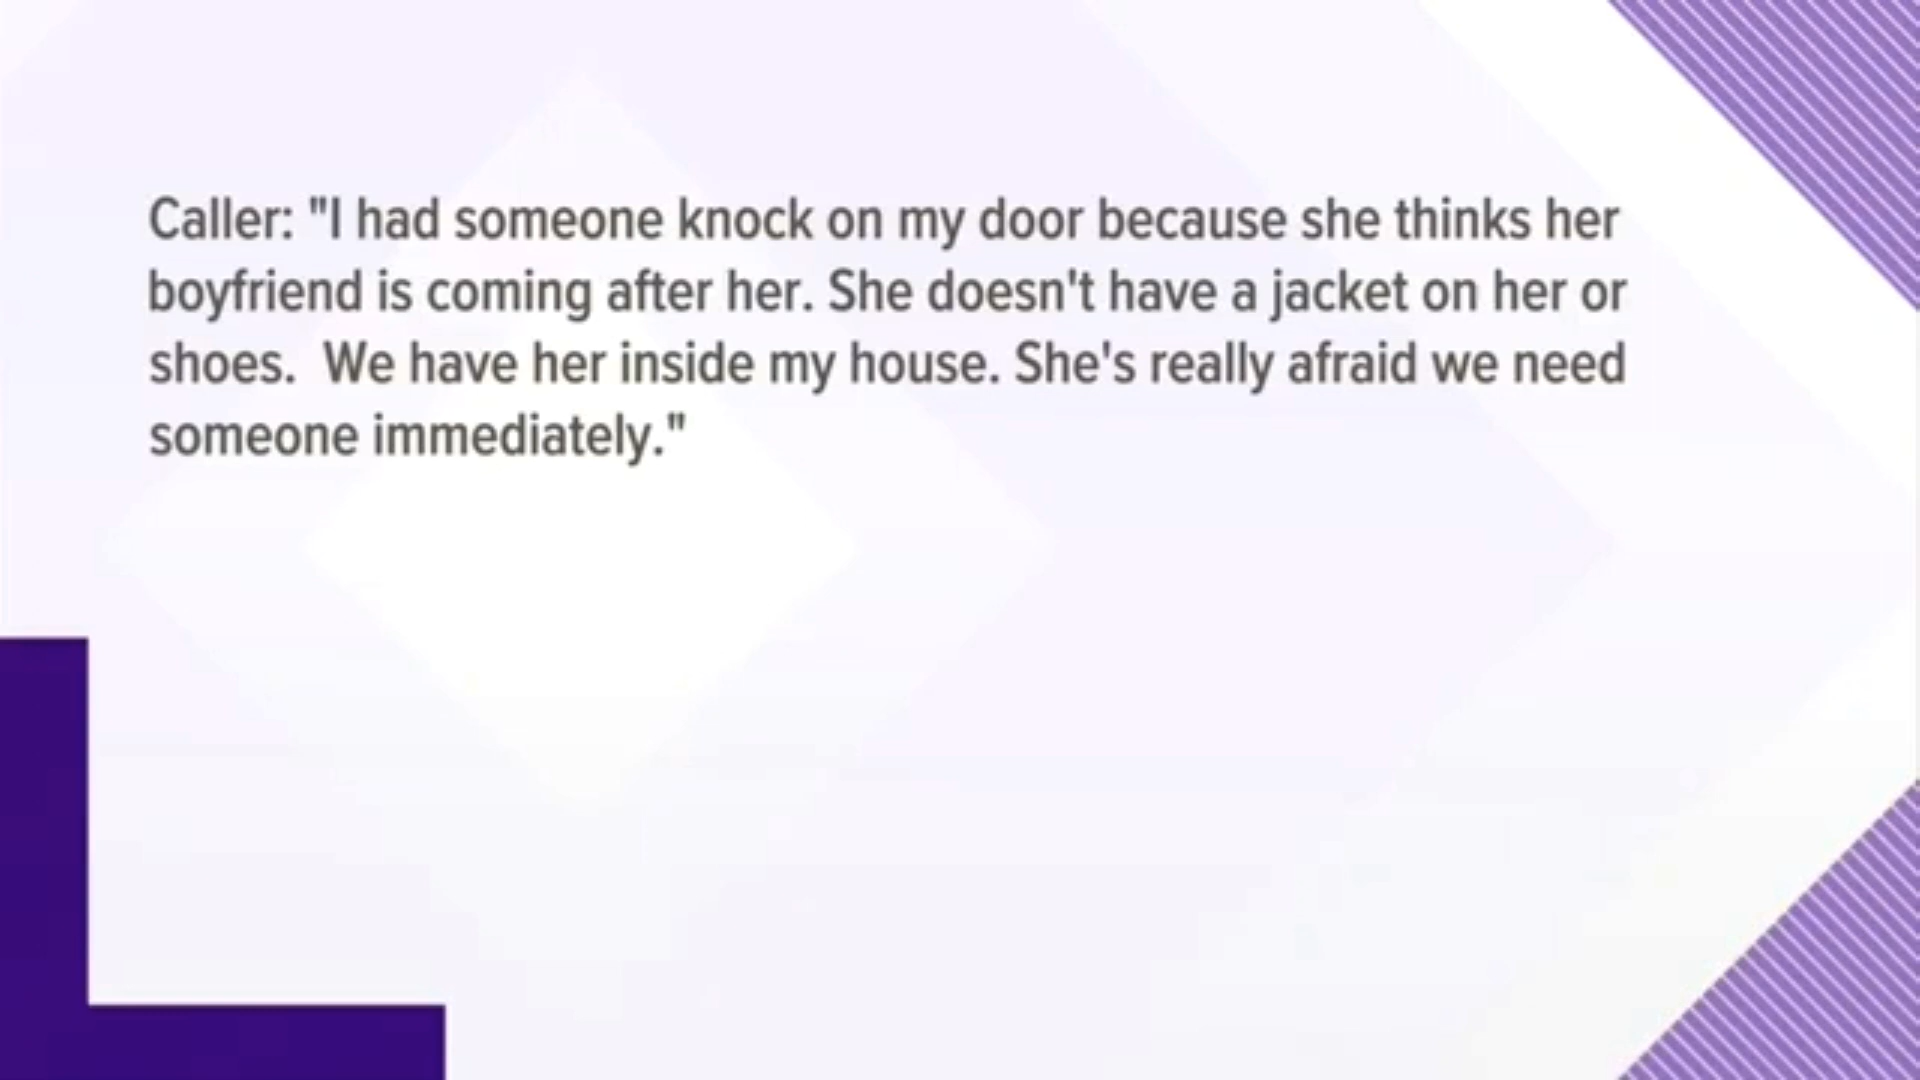 Caller: "I had someone knock on my door because she thinks her
boyfriend is coming after her. She doesn't have a jacket on her or
shoes.  We have her inside my house. She's really afraid we need
someone immediately."